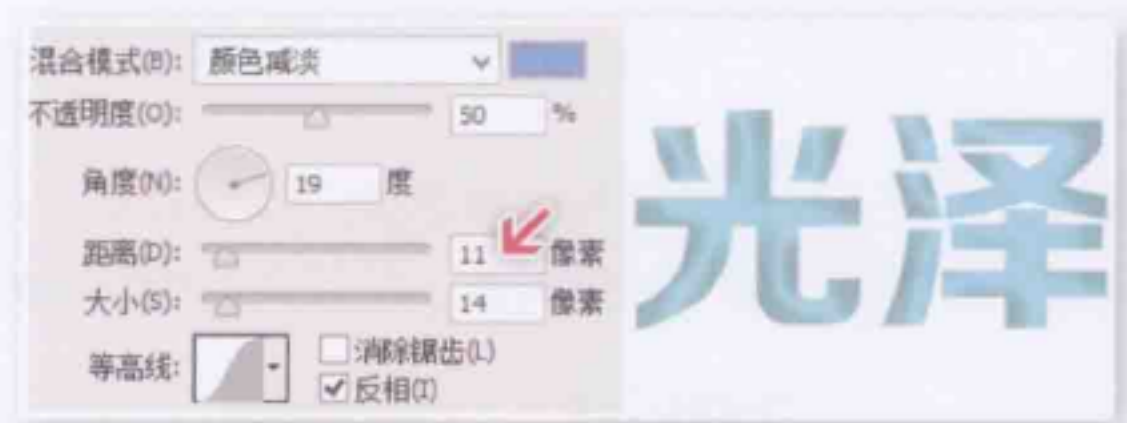 混合模式(B): 颜色减淡
不透明度(O): 50 %
角度(N): 19 度
距离(D): 11 像素
大小(S): 14 像素
等高线: 消除锯齿(L)
反相(I)
光泽